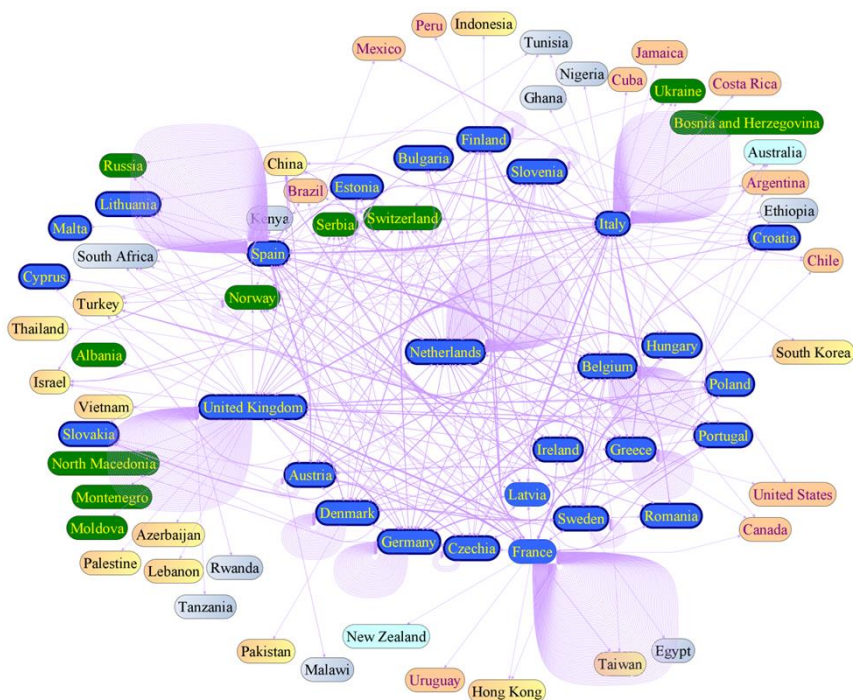 Indonesia
Peru
Jamaica
Mexico
Tunisia
Nigeria
Cuba
Costa Rica
Ukraine
Ghana
Bosnia and Herzegovina
Finland
Australia
Bulgaria
Russia
China
Slovenia
Argentina
Estonia
Brazil
Lithuania
Ethiopia
Kenya
Serbia
Switzerland
Italy
Malta
Croatia
South Africa
Spain
Chile
Cyprus
Norway
Turkey
Thailand
Hungary
Netherlands
South Korea
Albania
Belgium
Israel
Poland
Vietnam
United Kingdom
Slovakia
Portugal
Ireland
Greece
North Macedonia
Austria
Latvia
United States
Montenegro
Denmark
Sweden
Romania
Moldova
Canada
Azerbaijan
Germany
Czechia
France
Palestine
Lebanon
Rwanda
Tanzania
New Zealand
Egypt
Pakistan
Taiwan
Malawi
Uruguay
Hong Kong